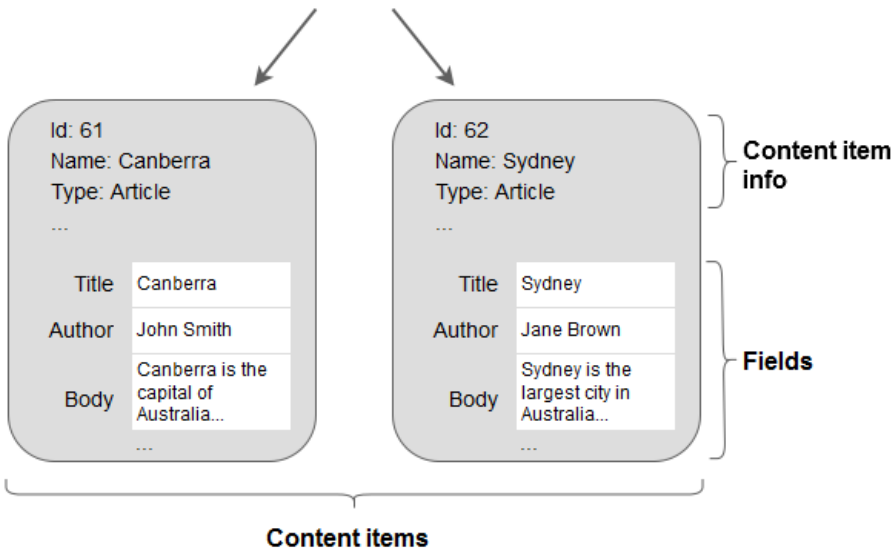 Id: 61
Name: Canberra
Type: Article
...
Title Canberra
Author John Smith
Body Canberra is the
capital of
Australia...
...
Id: 62
Name: Sydney
Type: Article
...
Title Sydney
Author Jane Brown
Body Sydney is the
largest city in
Australia...
...
Content item
info
Fields
Content items